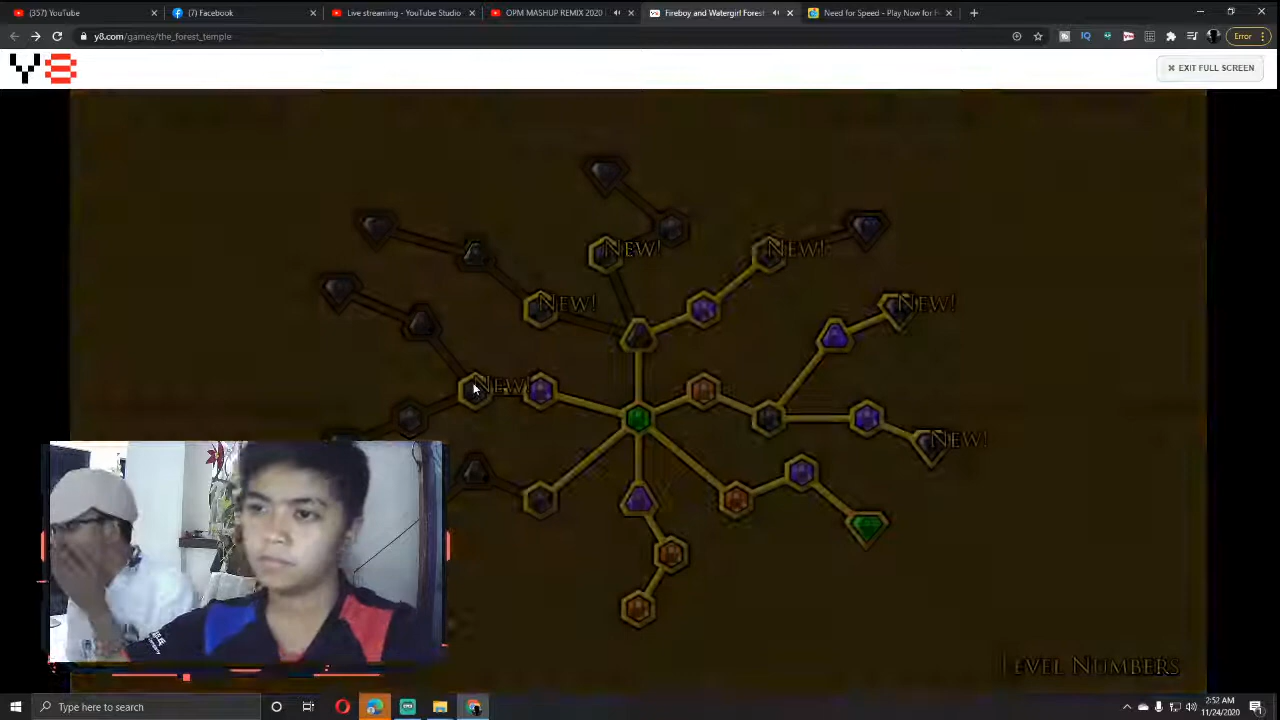 (357) YouTube
(7) Facebook
Live streaming - YouTube Studio
OPM MASHUP REMIX 2020
Fireboy and Watergirl Forest
Need for Speed - Play Now for F
y8.com/games/the_forest_temple
IQ
Error
Y8
EXIT FULL SCREEN
NEW!
NEW!
NEW!
NEW!
NEW!
NEW!
LEVEL NUMBERS
Type here to search
2:52 AM
11/24/2020